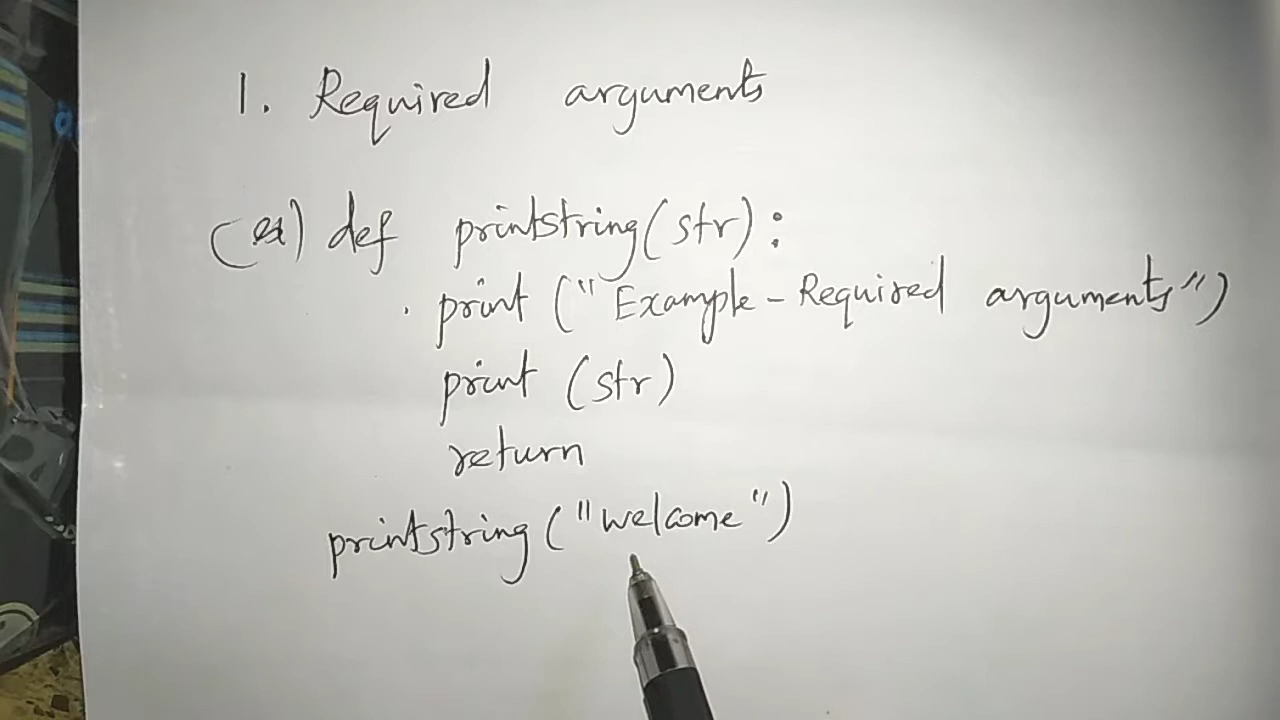 1. Required arguments
(ex) def printstring(str):
print ("Example - Required arguments")
print (str)
return
printstring ("welcome")